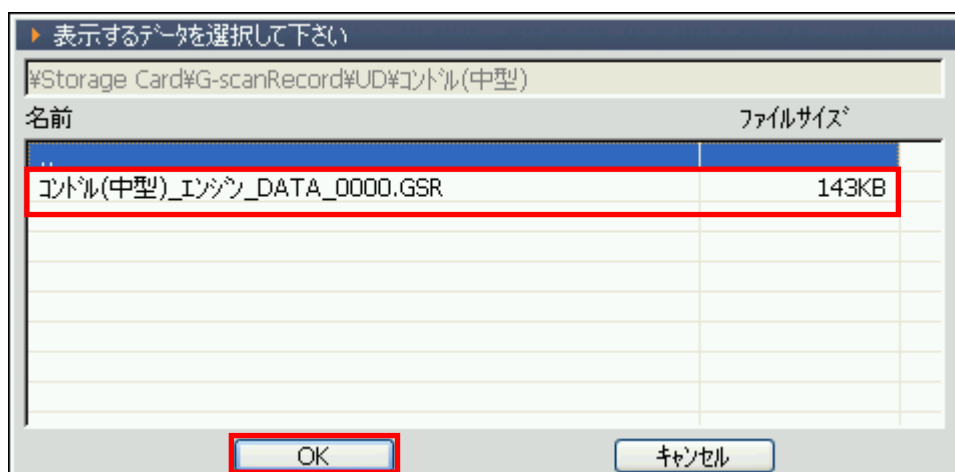 表示するﾃﾞｰﾀを選択して下さい
¥Storage Card¥G-scanRecord¥UD¥ｺﾝﾄﾞﾙ(中型)
名前 ﾌｧｲﾙｻｲｽﾞ
..
ｺﾝﾄﾞﾙ(中型)_ｴﾝｼﾞﾝ_DATA_0000.GSR 143KB
OK ｷｬﾝｾﾙ